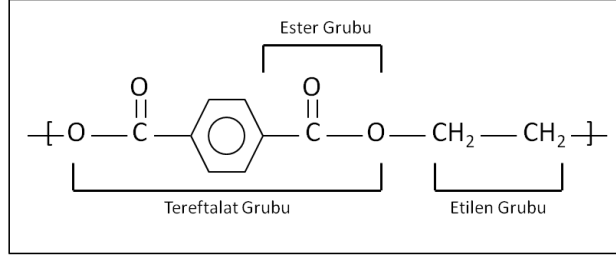 Ester Grubu
O O
[ O C C O CH₂ CH₂ ]
Tereftalat Grubu Etilen Grubu